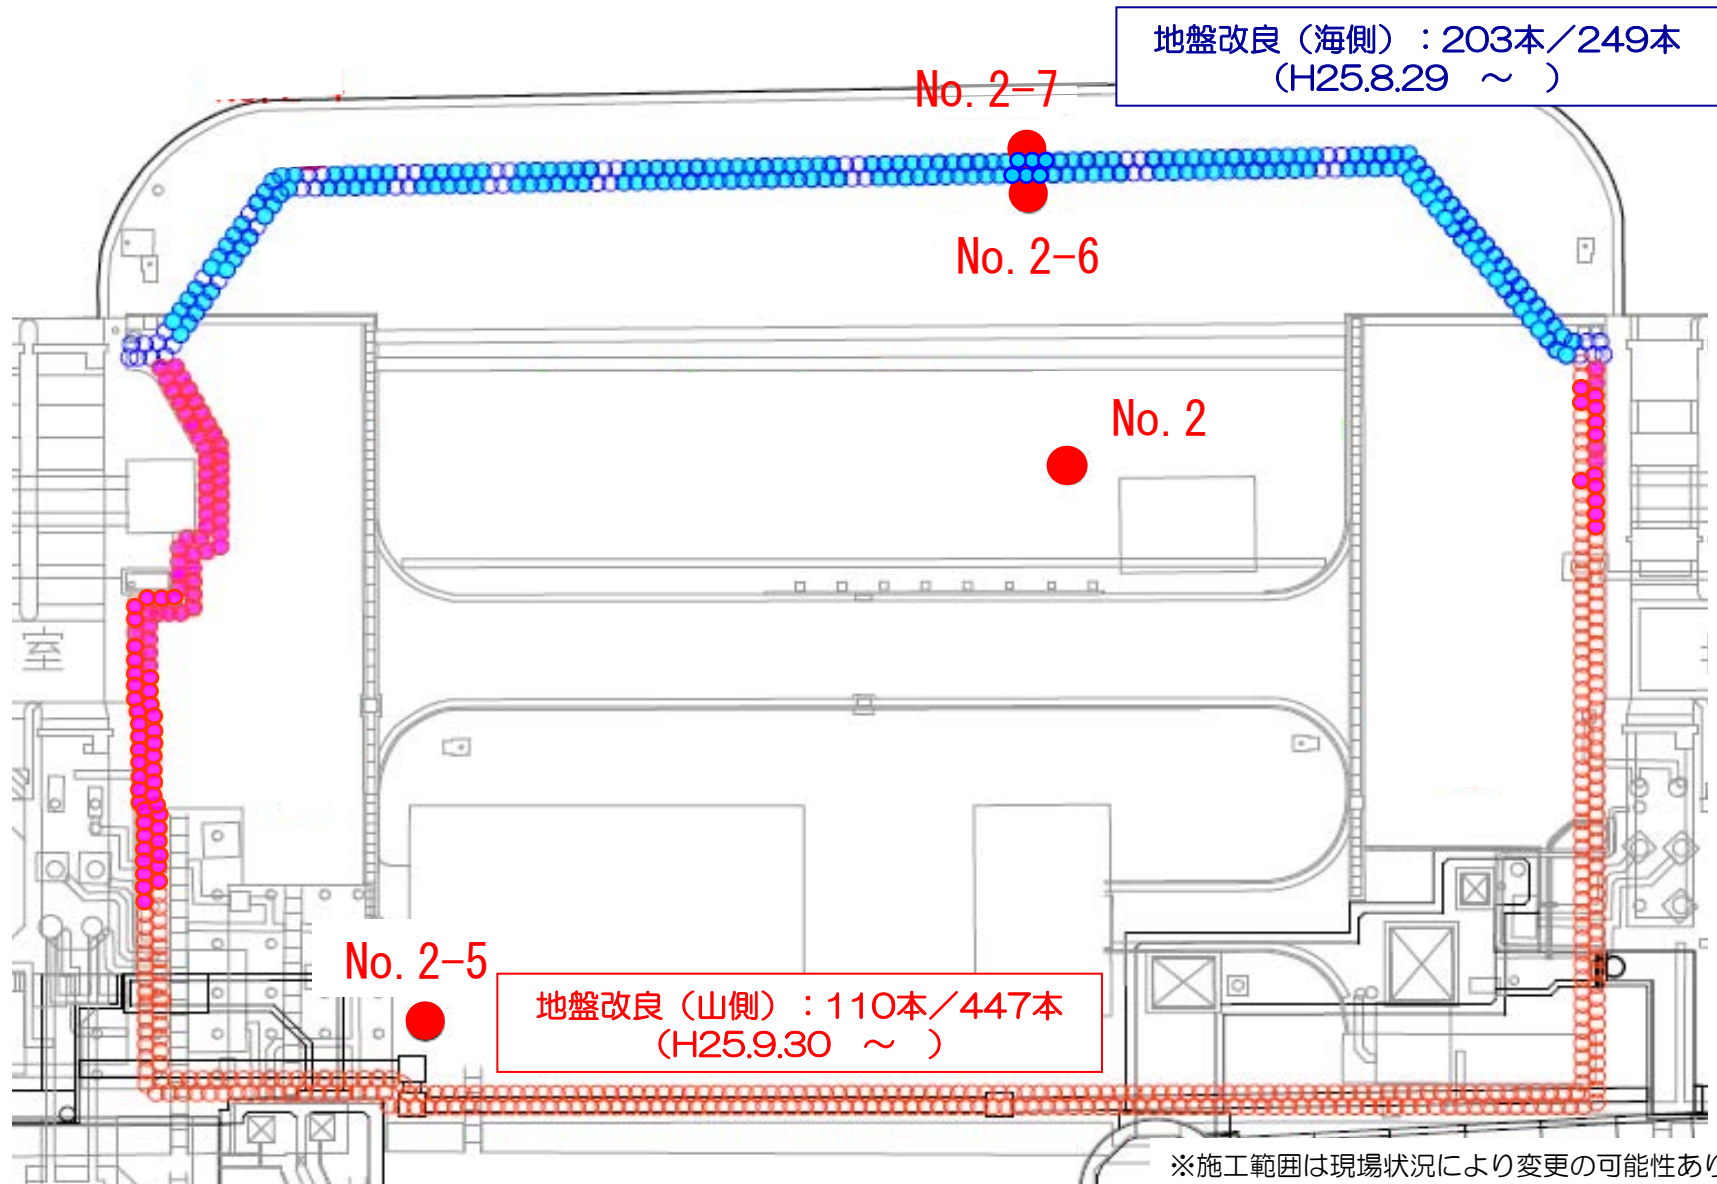 地盤改良（海側）：203本／249本
（H25.8.29　～　）
No. 2-7
No. 2-6
No. 2
室
No. 2-5
地盤改良（山側）：110本／447本
（H25.9.30　～　）
※施工範囲は現場状況により変更の可能性あり